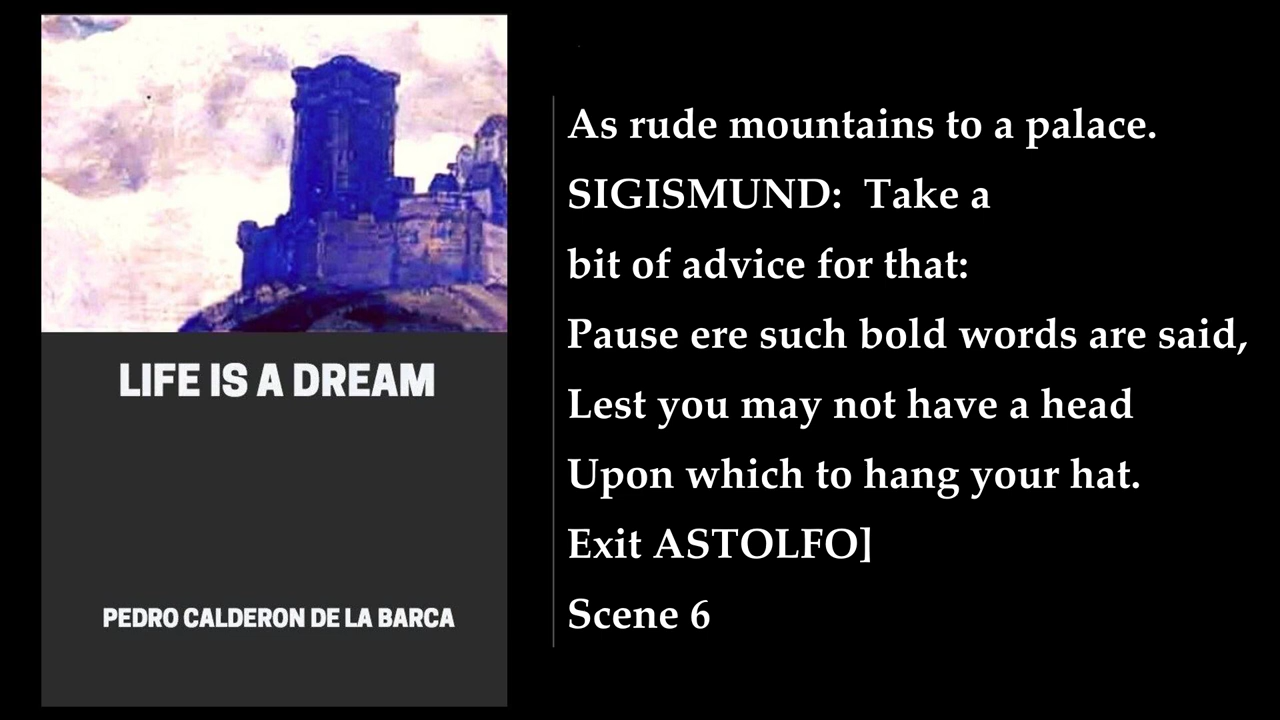 LIFE IS A DREAM
PEDRO CALDERON DE LA BARCA
As rude mountains to a palace.
SIGISMUND:  Take a
bit of advice for that:
Pause ere such bold words are said,
Lest you may not have a head
Upon which to hang your hat.
Exit ASTOLFO]
Scene 6